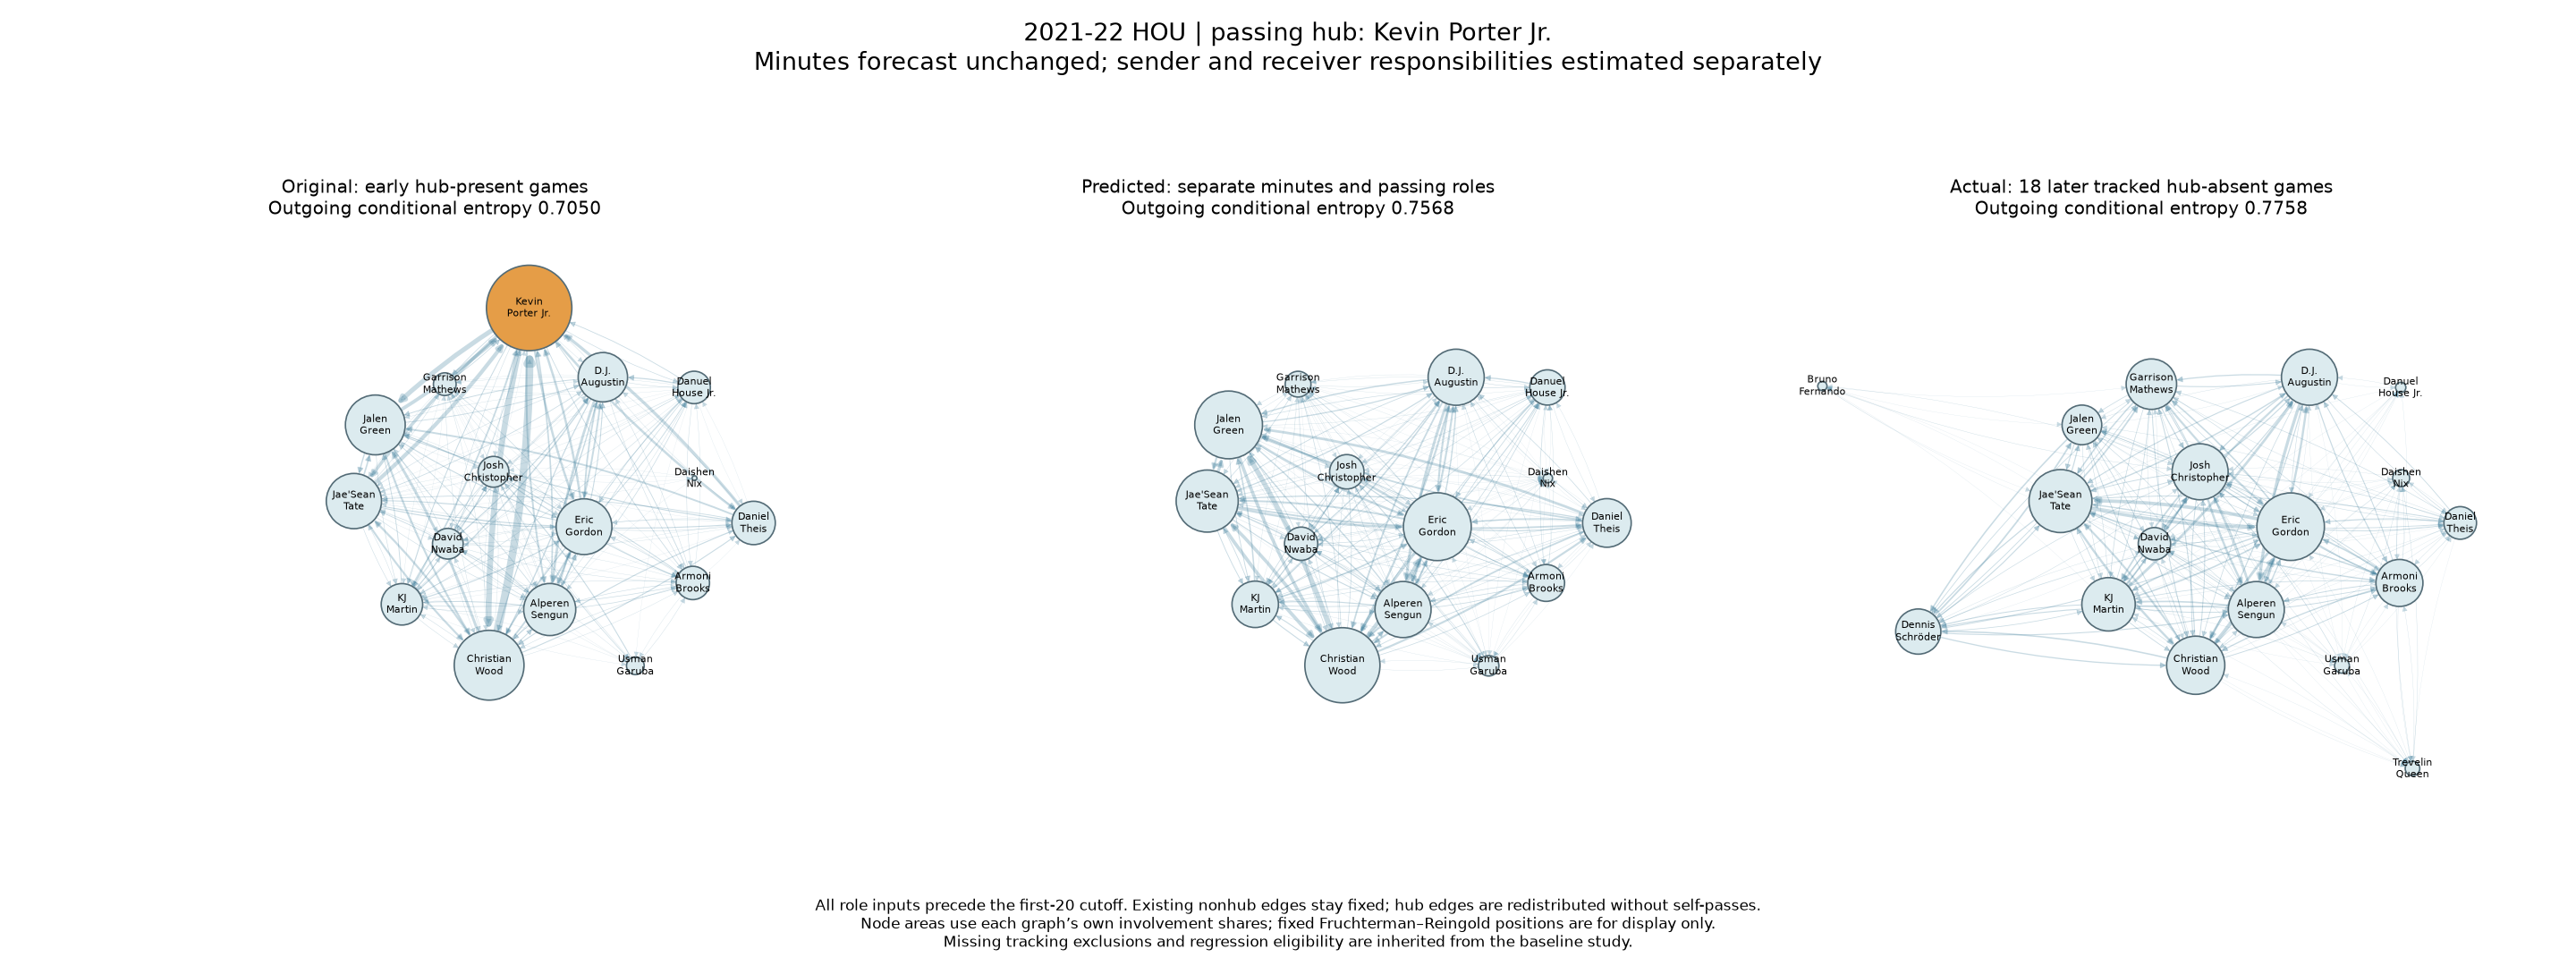 2021-22 HOU | passing hub: Kevin Porter Jr.
Minutes forecast unchanged; sender and receiver responsibilities estimated separately
Original: early hub-present games
Outgoing conditional entropy 0.7050
Kevin
Porter Jr.
D.J.
Augustin
Garrison
Mathews
Danuel
House Jr.
Jalen
Green
Josh
Christopher
Daishen
Nix
Jae'Sean
Tate
Eric
Gordon
Daniel
Theis
David
Nwaba
Armoni
Brooks
KJ
Martin
Alperen
Sengun
Christian
Wood
Usman
Garuba
Predicted: separate minutes and passing roles
Outgoing conditional entropy 0.7568
D.J.
Augustin
Garrison
Mathews
Danuel
House Jr.
Jalen
Green
Josh
Christopher
Daishen
Nix
Jae'Sean
Tate
Eric
Gordon
Daniel
Theis
David
Nwaba
Armoni
Brooks
KJ
Martin
Alperen
Sengun
Christian
Wood
Usman
Garuba
Actual: 18 later tracked hub-absent games
Outgoing conditional entropy 0.7758
Bruno
Fernando
Garrison
Mathews
D.J.
Augustin
Danuel
House Jr.
Jalen
Green
Josh
Christopher
Daishen
Nix
Jae'Sean
Tate
Eric
Gordon
Daniel
Theis
David
Nwaba
Armoni
Brooks
KJ
Martin
Alperen
Sengun
Dennis
Schröder
Christian
Wood
Usman
Garuba
Trevelin
Queen
All role inputs precede the first-20 cutoff. Existing nonhub edges stay fixed; hub edges are redistributed without self-passes.
Node areas use each graph’s own involvement shares; fixed Fruchterman–Reingold positions are for display only.
Missing tracking exclusions and regression eligibility are inherited from the baseline study.